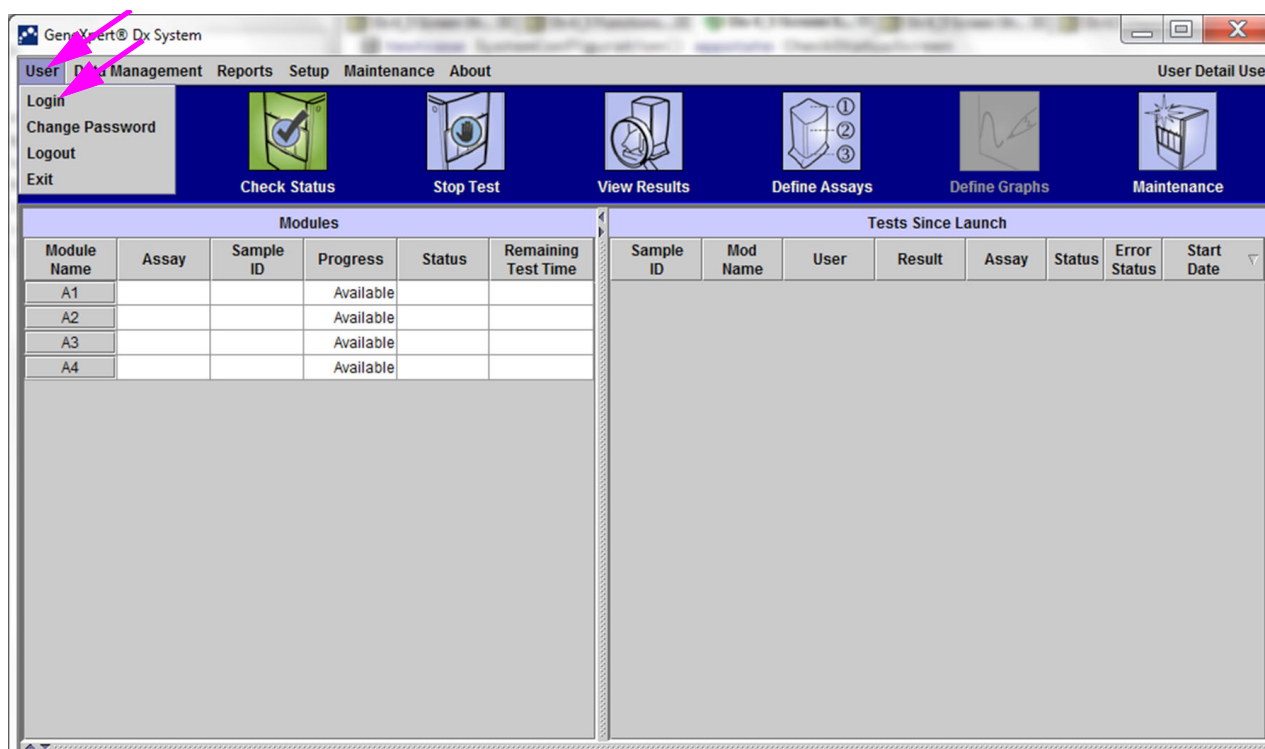 GeneXpert® Dx System
User Data Management Reports Setup Maintenance About
User Detail Use
Login
Change Password
Logout
Exit
Check Status
Stop Test
View Results
Define Assays
Define Graphs
Maintenance
1
2
3
Modules
Tests Since Launch
Module Name Assay Sample ID Progress Status Remaining Test Time
Sample ID Mod Name User Result Assay Status Error Status Start Date
A1 Available
A2 Available
A3 Available
A4 Available